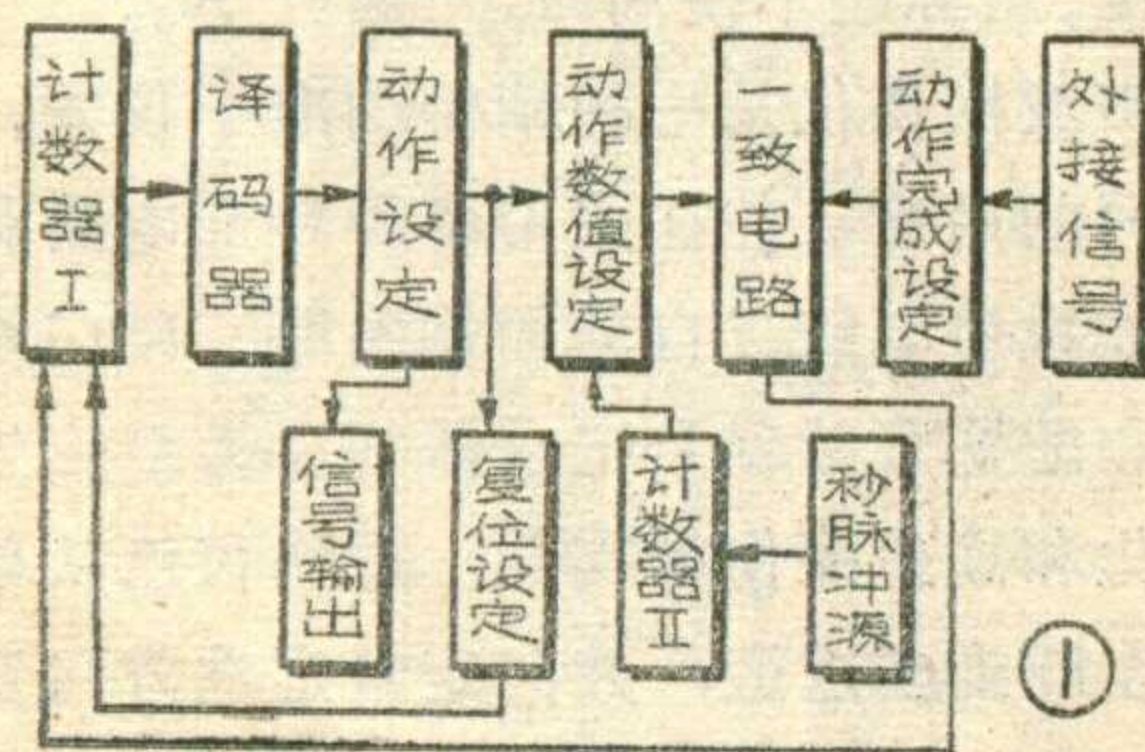 计数器I
译码器
动作设定
动作数值设定
一致电路
动作完成设定
外接信号
信号输出
复位设定
计数器II
秒脉冲源
①